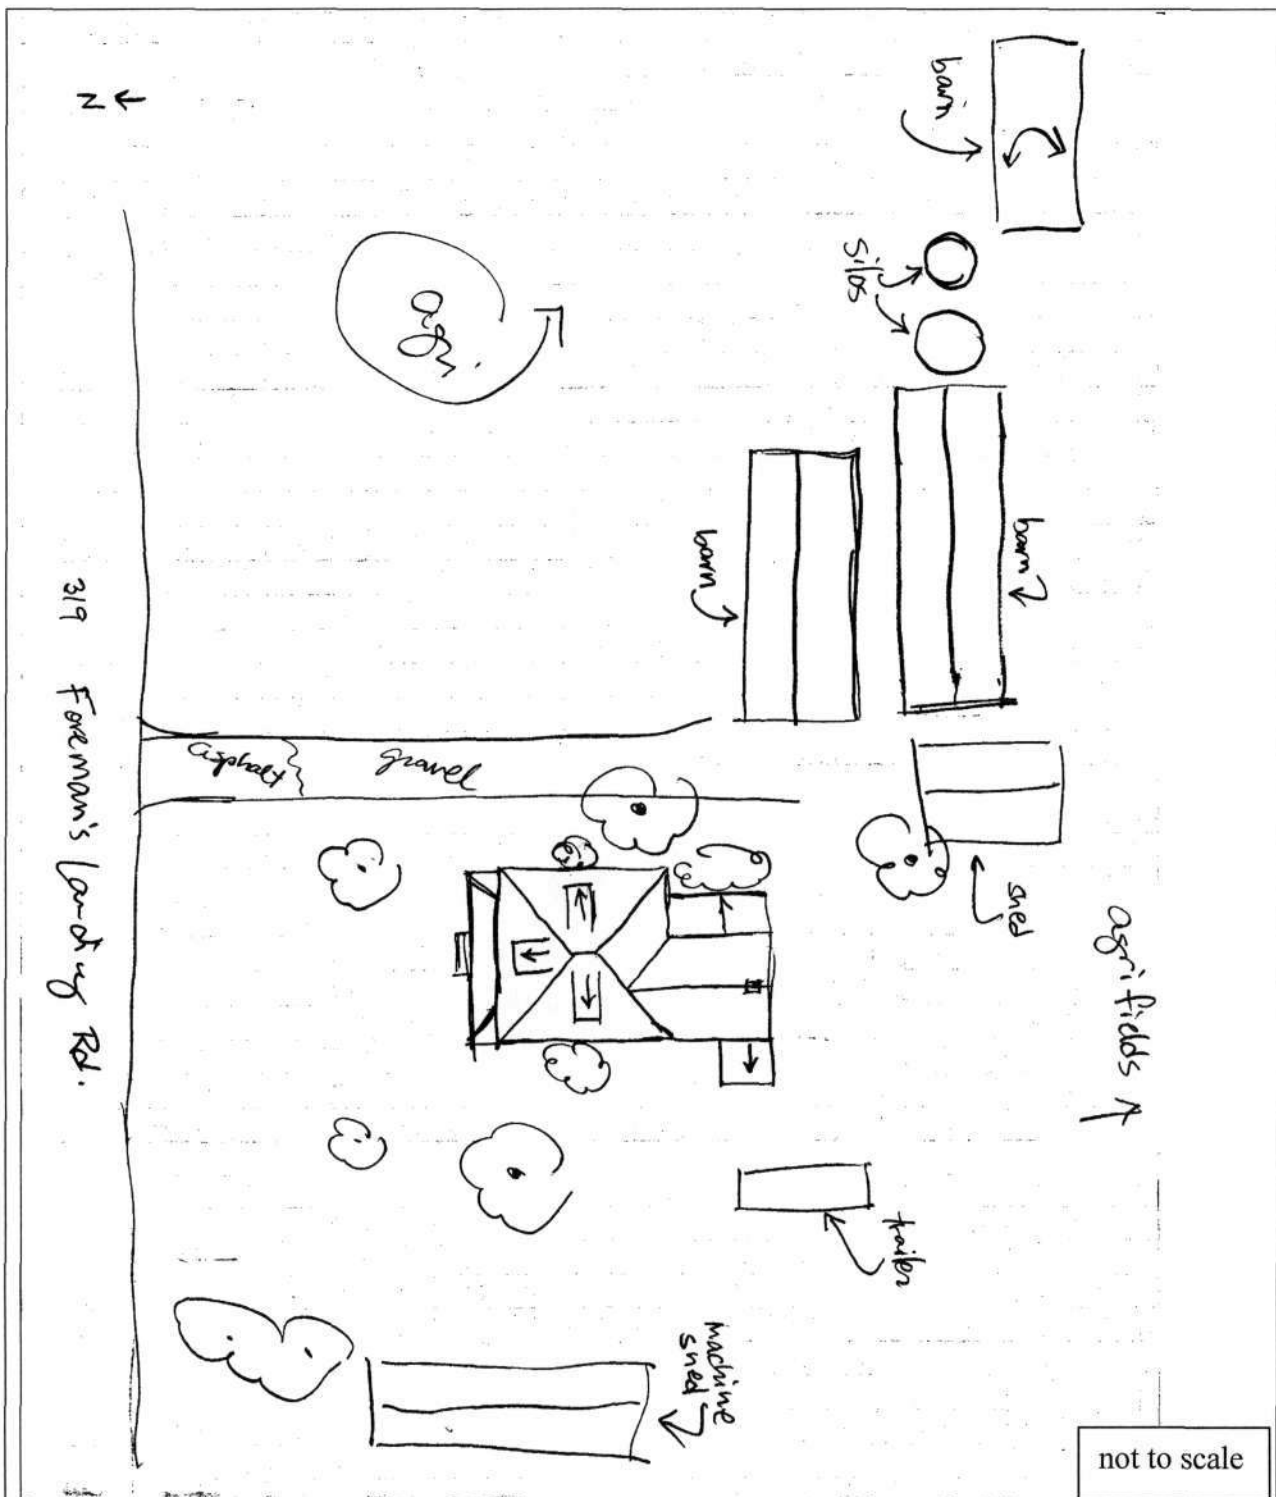 N
barn
silos
barn
barn
agri
319 Foreman's Landing Rd.
asphalt
gravel
shed
agri fields
trailer
machine
shed
not to scale